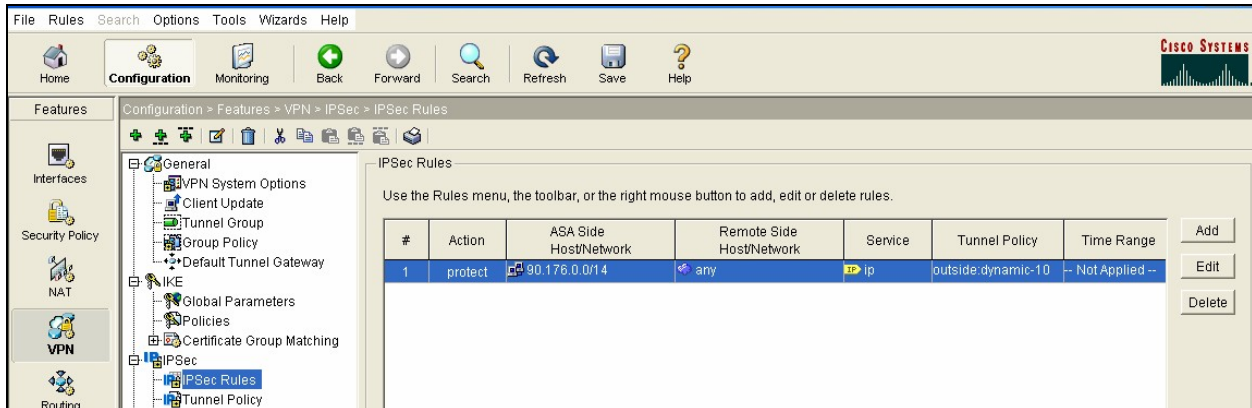 File Rules Search Options Tools Wizards Help
Home Configuration Monitoring Back Forward Search Refresh Save Help
CISCO SYSTEMS
Features
Configuration > Features > VPN > IPSec > IPSec Rules
Interfaces
Security Policy
NAT
VPN
Routing
General
VPN System Options
Client Update
Tunnel Group
Group Policy
Default Tunnel Gateway
IKE
Global Parameters
Policies
Certificate Group Matching
IPSec
IPSec Rules
Tunnel Policy
IPSec Rules
Use the Rules menu, the toolbar, or the right mouse button to add, edit or delete rules.
# Action ASA Side Host/Network Remote Side Host/Network Service Tunnel Policy Time Range
1 protect 90.176.0.0/14 any IP ip outside:dynamic-10 -- Not Applied --
Add
Edit
Delete